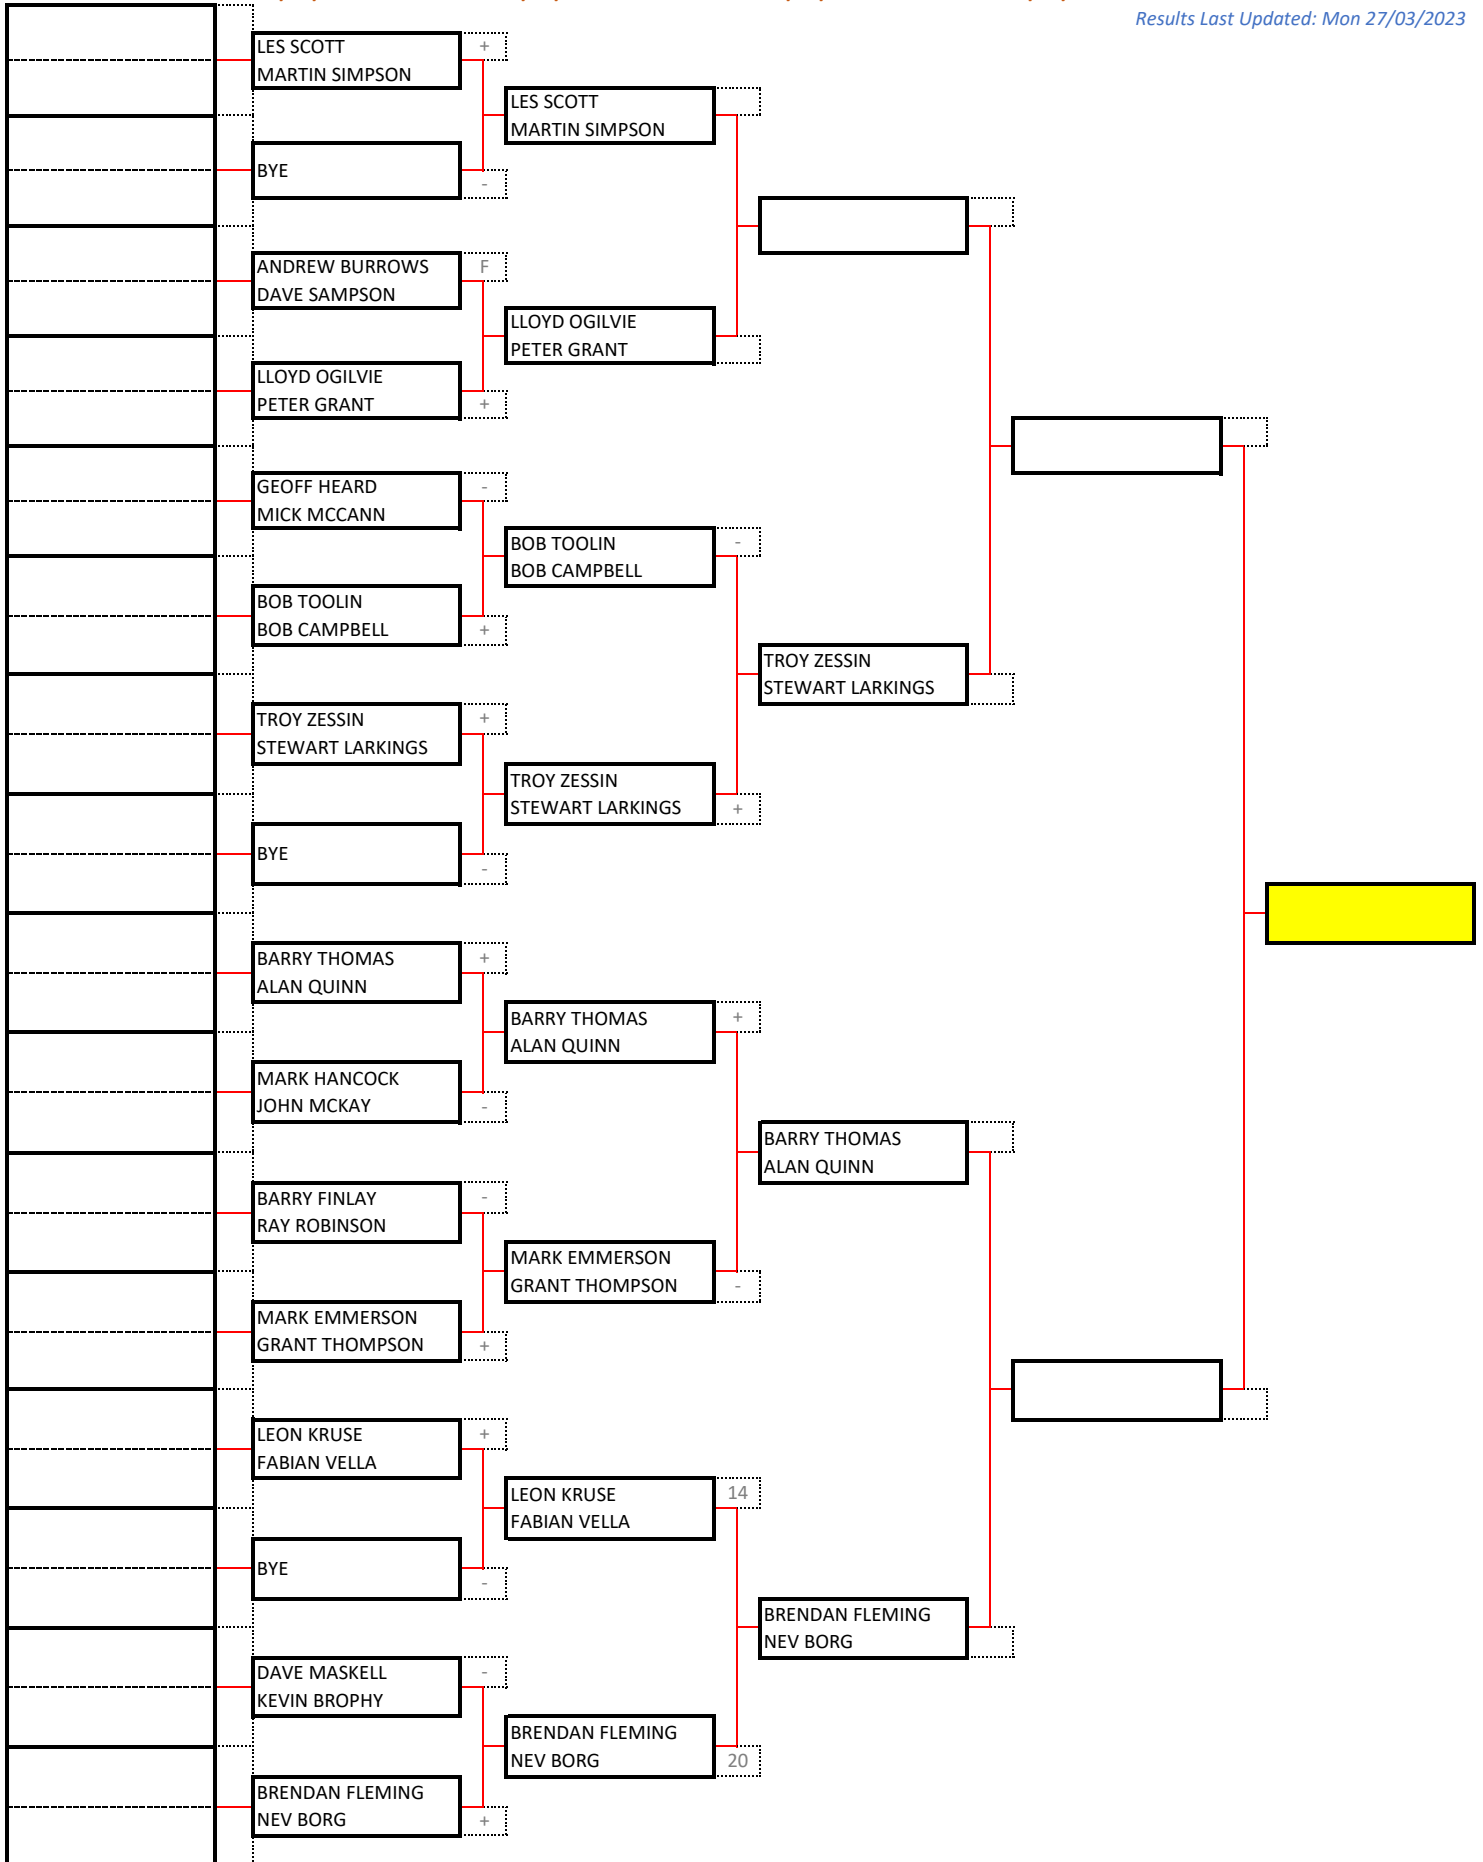 Results Last Updated: Mon 27/03/2023
LES SCOTT
MARTIN SIMPSON
+
LES SCOTT
MARTIN SIMPSON
BYE
-
ANDREW BURROWS
DAVE SAMPSON
F
LLOYD OGILVIE
PETER GRANT
LLOYD OGILVIE
PETER GRANT
+
GEOFF HEARD
MICK MCCANN
-
BOB TOOLIN
BOB CAMPBELL
-
BOB TOOLIN
BOB CAMPBELL
+
TROY ZESSIN
STEWART LARKINGS
TROY ZESSIN
STEWART LARKINGS
+
TROY ZESSIN
STEWART LARKINGS
+
BYE
-
BARRY THOMAS
ALAN QUINN
+
BARRY THOMAS
ALAN QUINN
+
MARK HANCOCK
JOHN MCKAY
-
BARRY THOMAS
ALAN QUINN
BARRY FINLAY
RAY ROBINSON
-
MARK EMMERSON
GRANT THOMPSON
-
MARK EMMERSON
GRANT THOMPSON
+
LEON KRUSE
FABIAN VELLA
+
LEON KRUSE
FABIAN VELLA
14
BYE
-
BRENDAN FLEMING
NEV BORG
DAVE MASKELL
KEVIN BROPHY
-
BRENDAN FLEMING
NEV BORG
20
BRENDAN FLEMING
NEV BORG
+